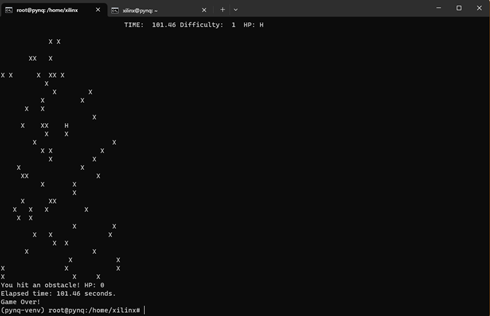 root@pynq: /home/xilinx
xilinx@pynq: ~
TIME: 101.46 Difficulty: 1 HP: H
X X
XX X
X X X XX X
X
X X
X X
X X
X
X XX H
X X
X X
X X X
X X
X X
XX X
X X
X
X XX
X X X X
X X
X X
X X X
X X
X X
X X
X X X
X X X
You hit an obstacle! HP: 0
Elapsed time: 101.46 seconds.
Game Over!
(pynq-venv) root@pynq:/home/xilinx#